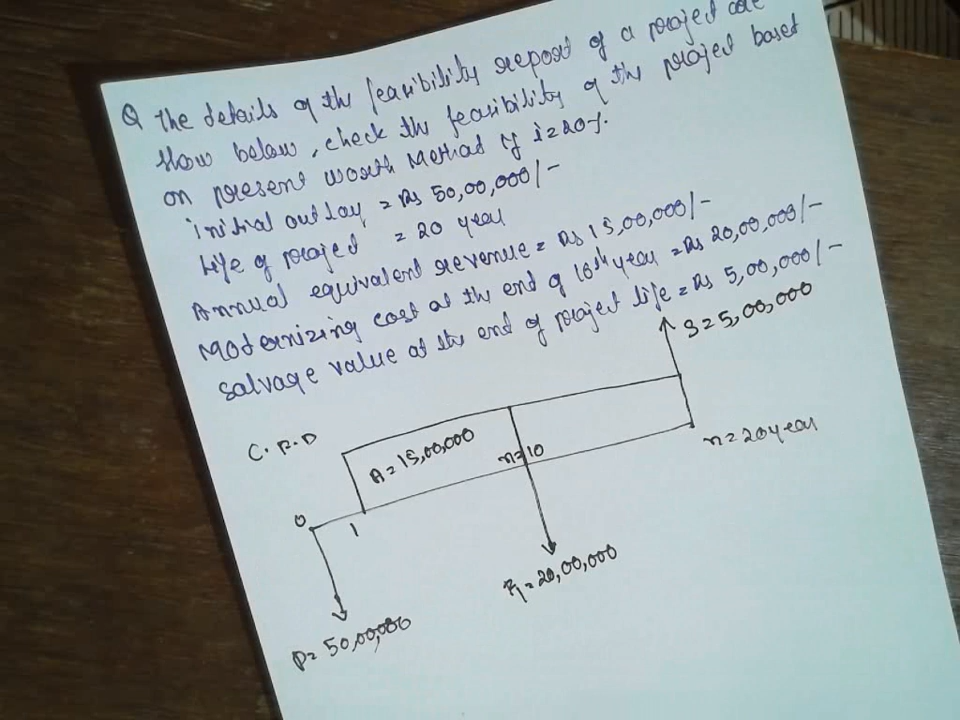 Q The details of the feasibility report of a project are
show below, check the feasibility of the project based
on present worth Method if i=20%.
initial outlay = Rs 50,00,000/-
life of project = 20 year
Annual equivalent revenue = Rs 15,00,000/-
Modernizing cost at the end of 10th year = Rs 20,00,000/-
salvage value at the end of project life = Rs 5,00,000/-
S=5,00,000
C.F.D
A=15,00,000
n=10
n=20year
0
1
F1=20,00,000
P=50,00,000